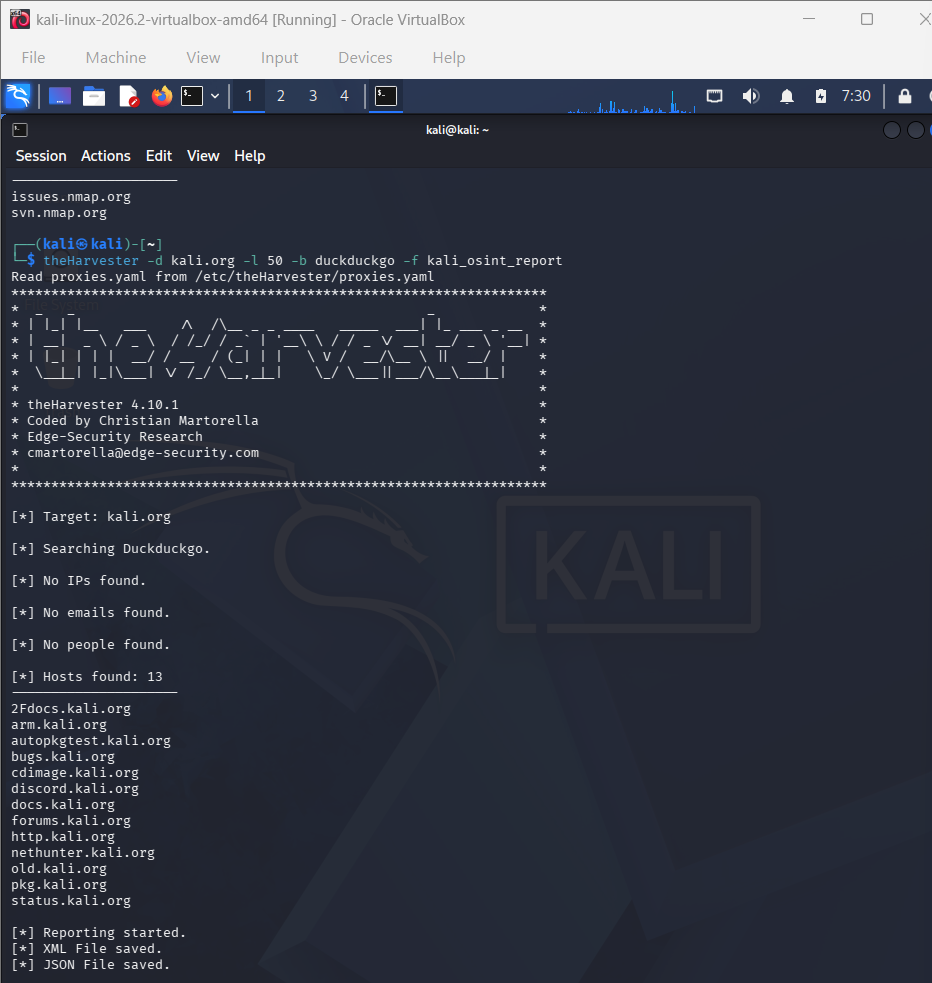 kali-linux-2026.2-virtualbox-amd64 [Running] - Oracle VirtualBox
File Machine View Input Devices Help
1 2 3 4 7:30
kali@kali: ~
Session Actions Edit View Help
issues.nmap.org
svn.nmap.org
┌──(kali㉿kali)-[~]
└─$ theHarvester -d kali.org -l 50 -b duckduckgo -f kali_osint_report
Read proxies.yaml from /etc/theHarvester/proxies.yaml
*******************************************************************
* theHarvester *
* *
* theHarvester 4.10.1 *
* Coded by Christian Martorella *
* Edge-Security Research *
* cmartorella@edge-security.com *
* *
*******************************************************************
[*] Target: kali.org
[*] Searching Duckduckgo.
[*] No IPs found.
[*] No emails found.
[*] No people found.
[*] Hosts found: 13
2Fdocs.kali.org
arm.kali.org
autopkgtest.kali.org
bugs.kali.org
cdimage.kali.org
discord.kali.org
docs.kali.org
forums.kali.org
http.kali.org
nethunter.kali.org
old.kali.org
pkg.kali.org
status.kali.org
[*] Reporting started.
[*] XML File saved.
[*] JSON File saved.
KALI